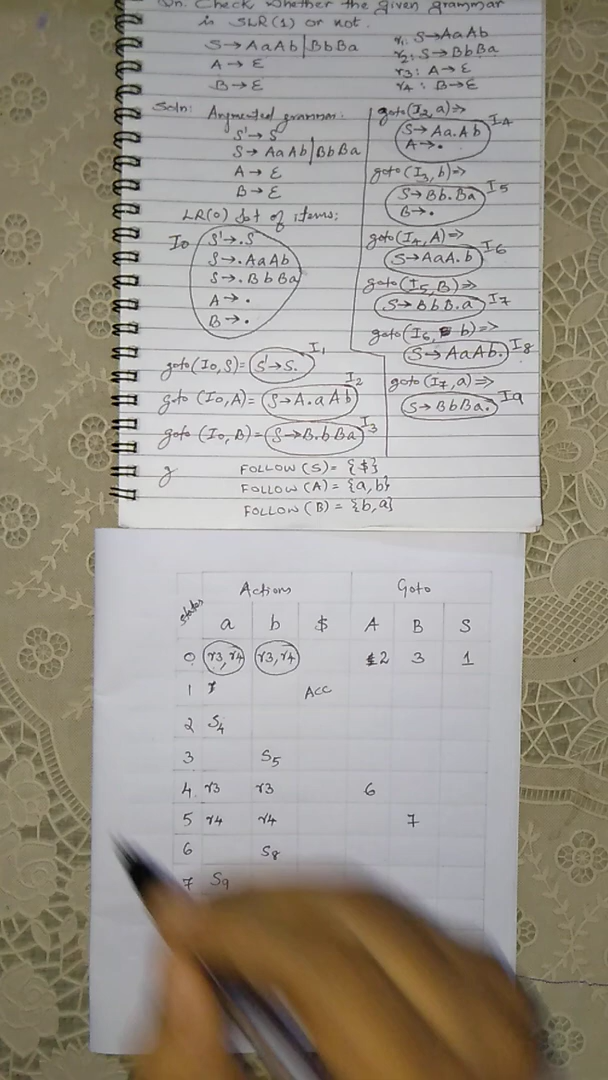 Qn. Check whether the given grammar
is SLR(1) or not.
S→AaAb|BbBa
A→ε
B→ε
r1: S→AaAb
r2: S→BbBa
r3: A→ε
r4: B→ε
Soln: Augmented grammar:
S'→S
S→AaAb|BbBa
A→ε
B→ε
LR(0) set of items:
I0
S'→.S
S→.AaAb
S→.BbBa
A→.
B→.
goto(I0,S)= S'→S. I1
goto(I0,A)= S→A.aAb I2
goto(I0,B)= S→B.bBa I3
goto(I2,a)=>
S→Aa.Ab I4
A→.
goto(I3,b)=>
S→Bb.Ba I5
B→.
goto(I4,A)=> I6
S→AaA.b
goto(I5,B)=>
S→BbB.a I7
goto(I6, b)=>
S→AaAb. I8
goto(I7,a)=>
S→BbBa. I9
FOLLOW(S)= {$}
FOLLOW(A)= {a,b}
FOLLOW(B)= {b,a}
States Actions Goto
a b $ A B S
0 r3,r4 r3,r4 2 3 1
1 Acc
2 S4
3 S5
4 r3 r3 6
5 r4 r4 7
6 S8
7 S9